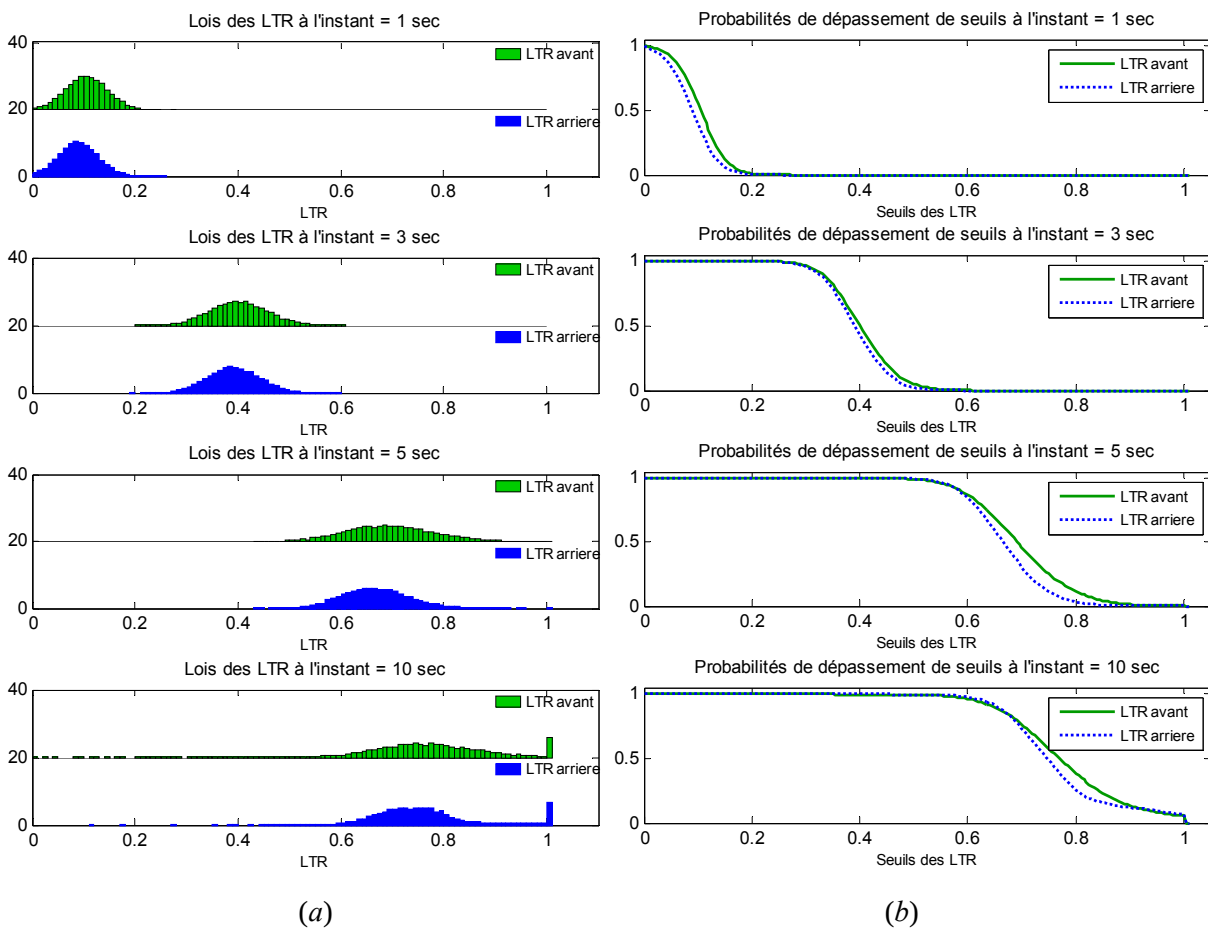 Lois des LTR à l'instant = 1 sec
40
20
0
LTR avant
LTR arriere
0 0.2 0.4 0.6 0.8 1
LTR
Probabilités de dépassement de seuils à l'instant = 1 sec
1
0.5
0
LTR avant
LTR arriere
0 0.2 0.4 0.6 0.8 1
Seuils des LTR
Lois des LTR à l'instant = 3 sec
40
20
0
LTR avant
LTR arriere
0 0.2 0.4 0.6 0.8 1
LTR
Probabilités de dépassement de seuils à l'instant = 3 sec
1
0.5
0
LTR avant
LTR arriere
0 0.2 0.4 0.6 0.8 1
Seuils des LTR
Lois des LTR à l'instant = 5 sec
40
20
0
LTR avant
LTR arriere
0 0.2 0.4 0.6 0.8 1
LTR
Probabilités de dépassement de seuils à l'instant = 5 sec
1
0.5
0
LTR avant
LTR arriere
0 0.2 0.4 0.6 0.8 1
Seuils des LTR
Lois des LTR à l'instant = 10 sec
40
20
0
LTR avant
LTR arriere
0 0.2 0.4 0.6 0.8 1
LTR
Probabilités de dépassement de seuils à l'instant = 10 sec
1
0.5
0
LTR avant
LTR arriere
0 0.2 0.4 0.6 0.8 1
Seuils des LTR
(a)
(b)